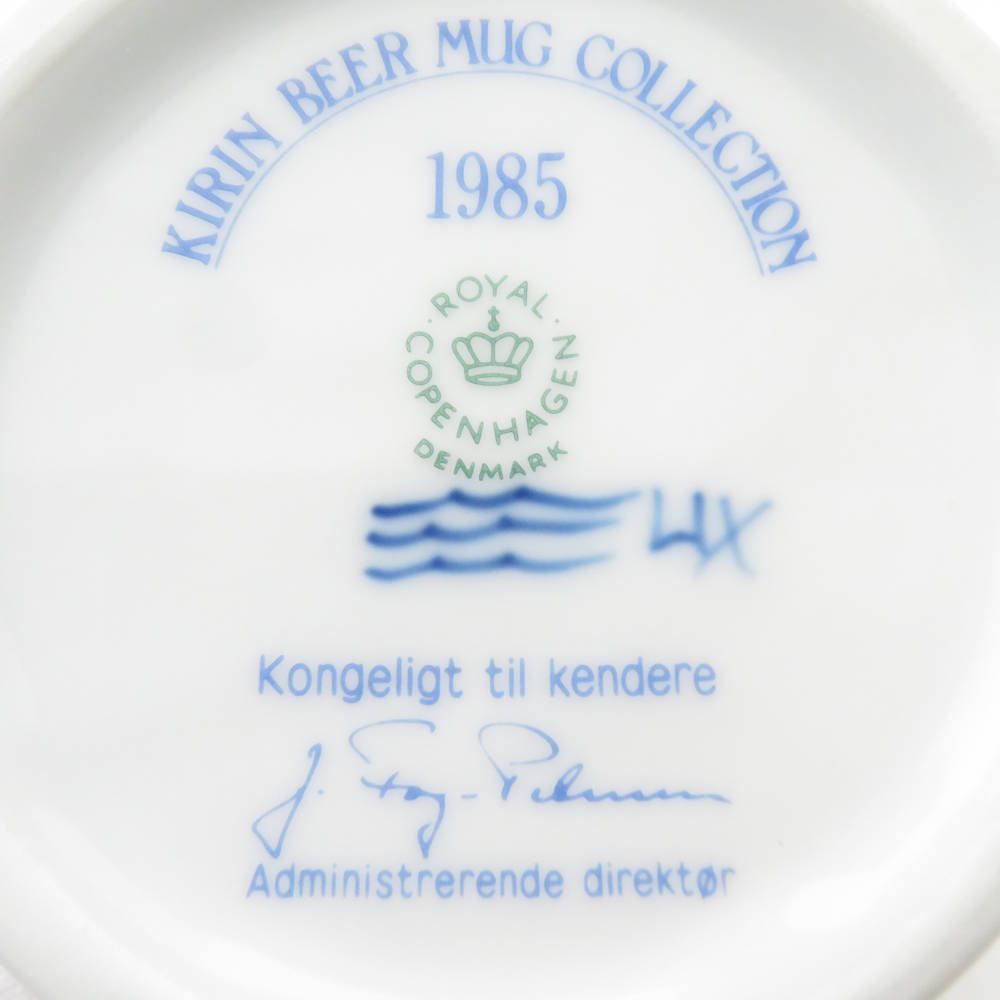 KIRIN BEER MUG COLLECTION
1985
ROYAL
COPENHAGEN
DENMARK
Kongeligt til kendere
Administrerende direktør